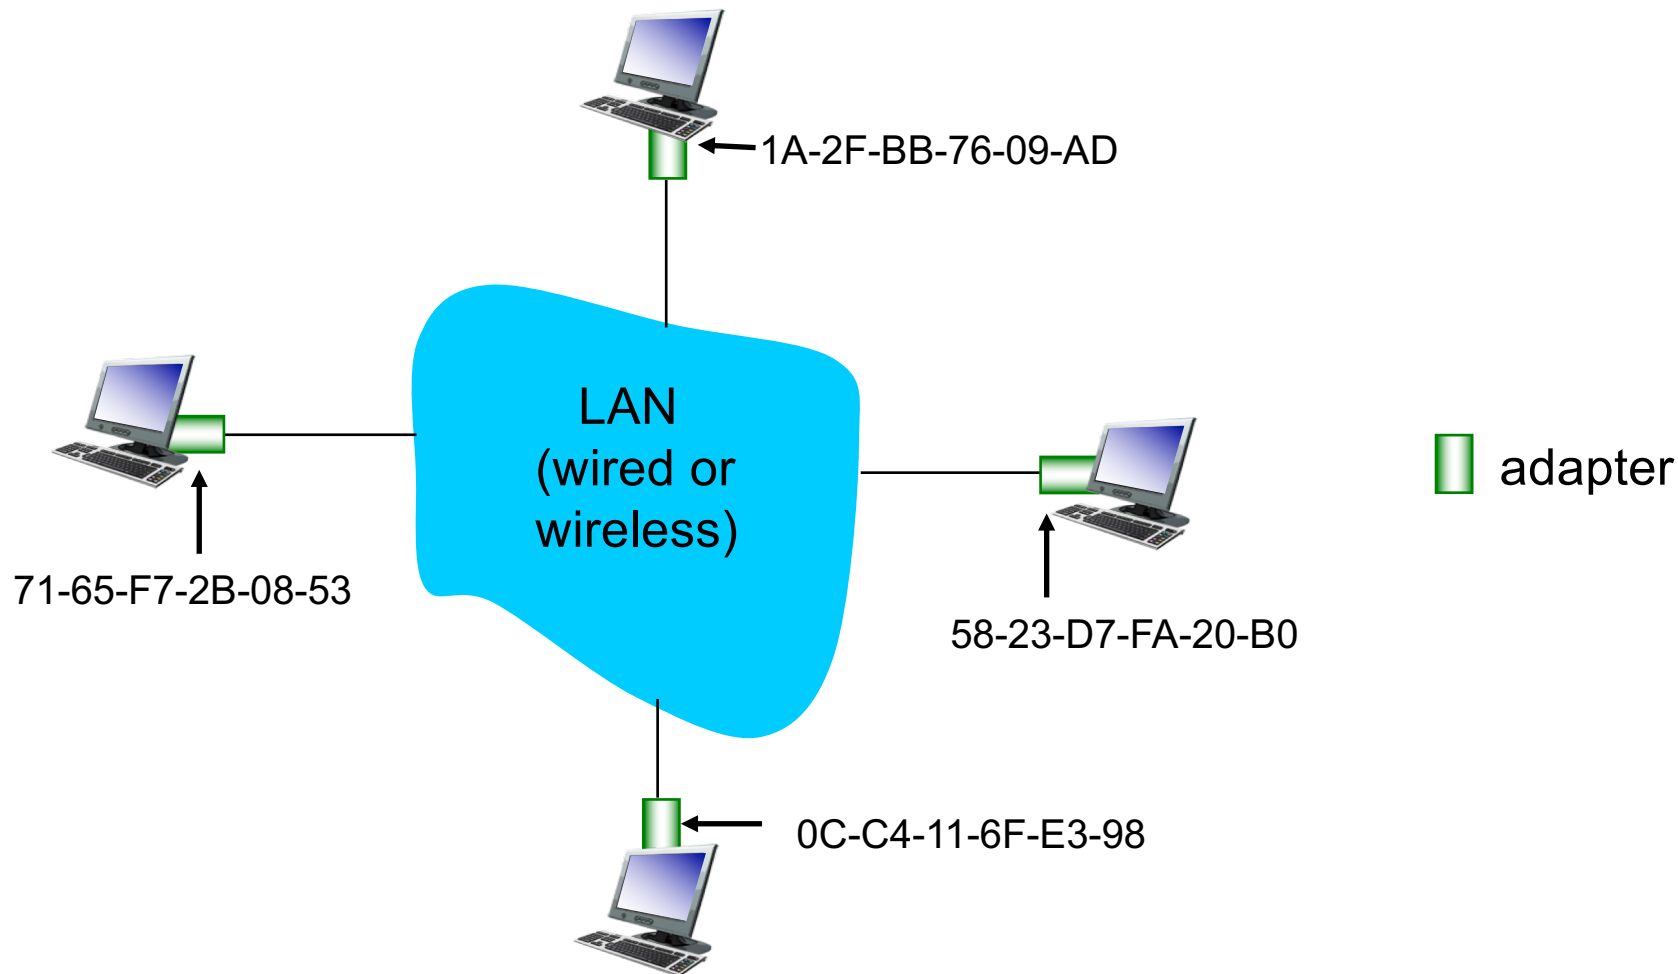 1A-2F-BB-76-09-AD
LAN
(wired or
wireless)
adapter
71-65-F7-2B-08-53
58-23-D7-FA-20-B0
0C-C4-11-6F-E3-98